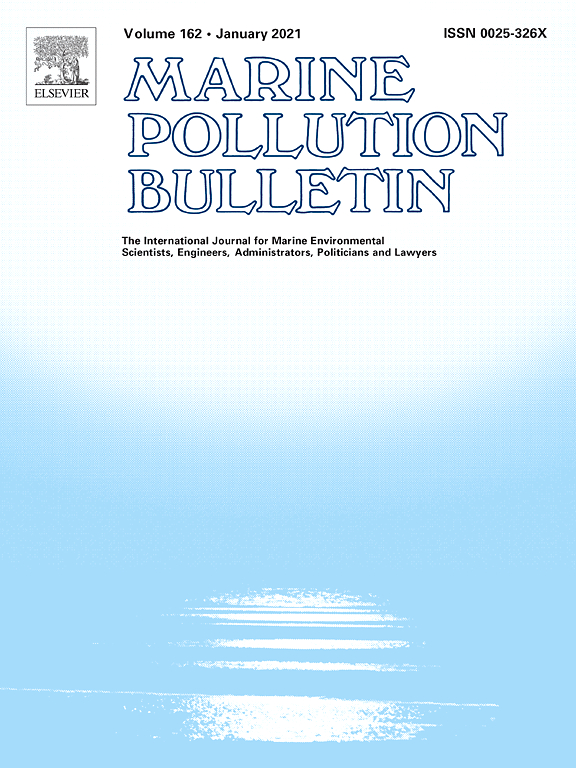 Volume 162 • January 2021
ISSN 0025-326X
ELSEVIER
MARINE
POLLUTION
BULLETIN
The International Journal for Marine Environmental
Scientists, Engineers, Administrators, Politicians and Lawyers